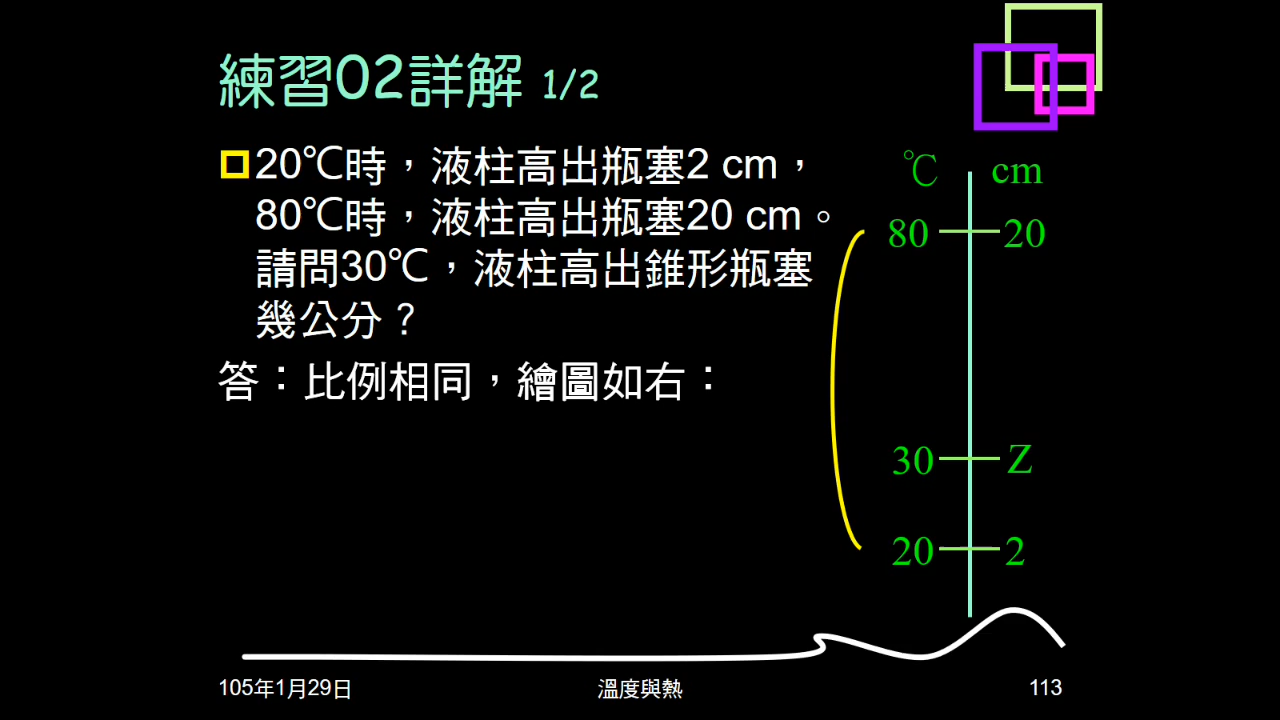 練習02詳解 1/2
20℃時，液柱高出瓶塞2 cm，
80℃時，液柱高出瓶塞20 cm。
請問30℃，液柱高出錐形瓶塞
幾公分？
答：比例相同，繪圖如右：
℃ cm
80 20
30 Z
20 2
105年1月29日 溫度與熱 113